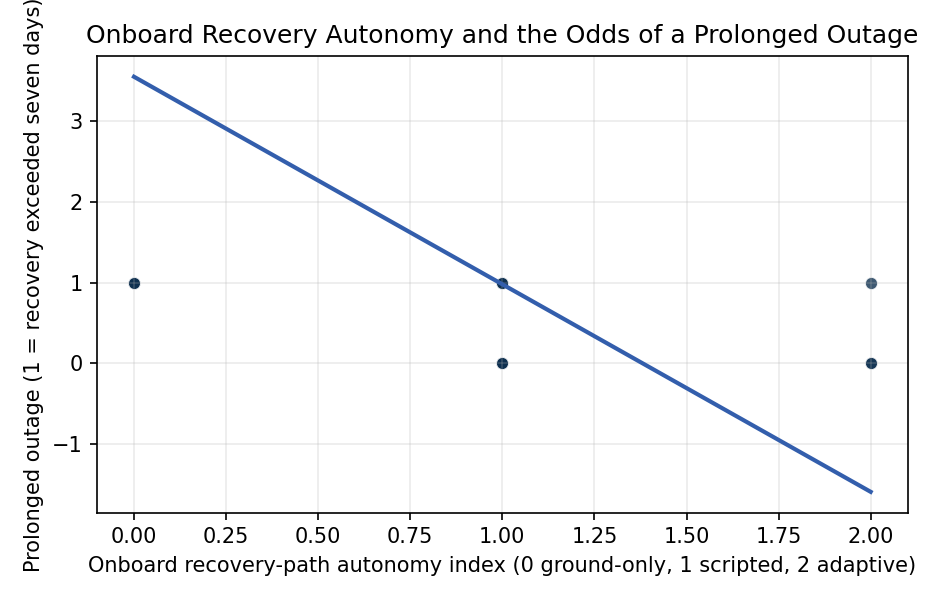 Onboard Recovery Autonomy and the Odds of a Prolonged Outage
Prolonged outage (1 = recovery exceeded seven days)
3
2
1
0
−1
0.00 0.25 0.50 0.75 1.00 1.25 1.50 1.75 2.00
Onboard recovery-path autonomy index (0 ground-only, 1 scripted, 2 adaptive)